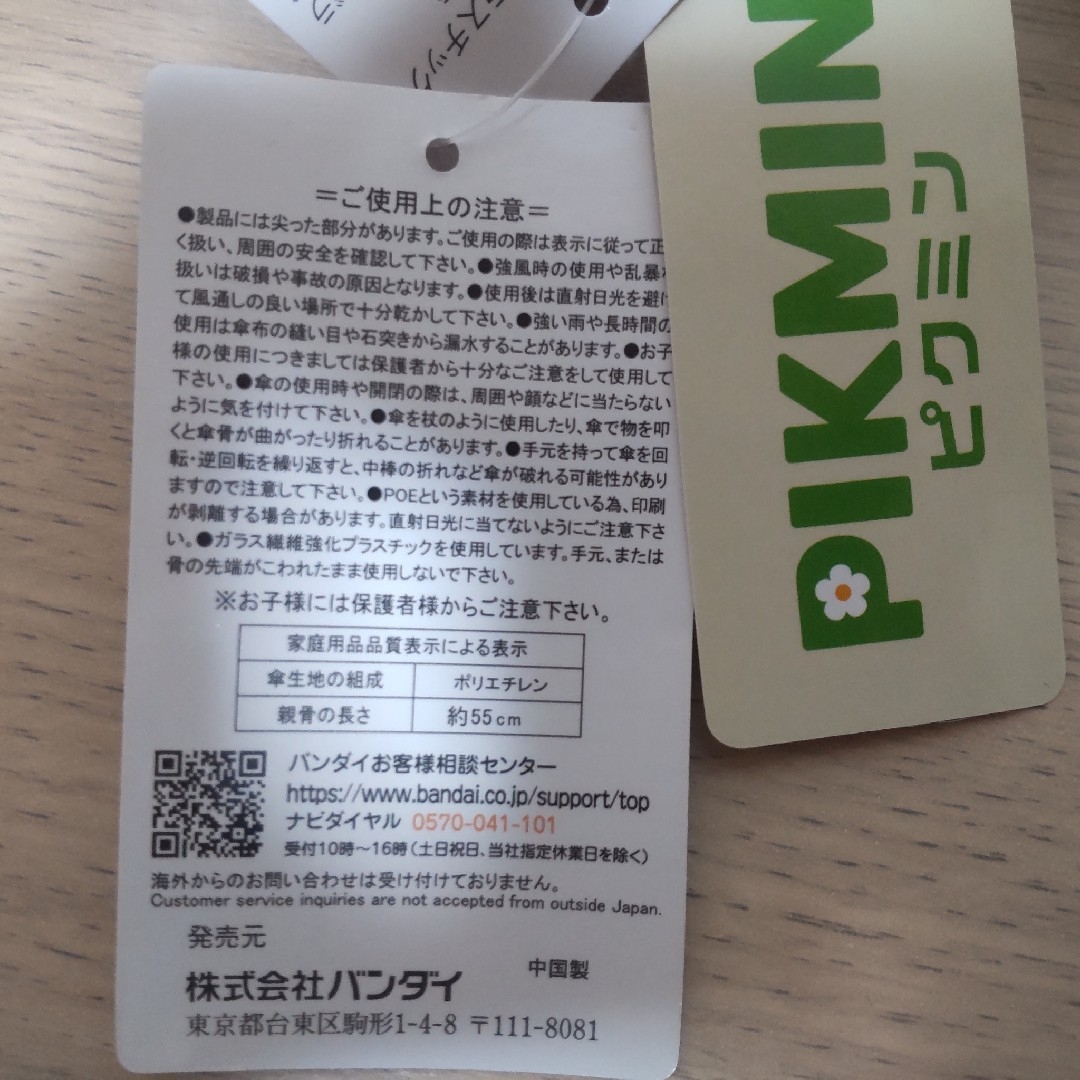 スチック
＝ご使用上の注意＝
●製品には尖った部分があります。ご使用の際は表示に従って正
く扱い、周囲の安全を確認して下さい。●強風時の使用や乱暴
扱いは破損や事故の原因となります。●使用後は直射日光を避け
て風通しの良い場所で十分乾かして下さい。●強い雨や長時間の
使用は傘布の縫い目や石突きから漏水することがあります。●お子
様の使用につきましては保護者から十分なご注意をして使用して
下さい。●傘の使用時や開閉の際は、周囲や顔などに当たらない
ように気を付けて下さい。●傘を杖のように使用したり、傘で物を叩
くと傘骨が曲がったり折れることがあります。●手元を持って傘を回
転・逆回転を繰り返すと、中棒の折れなど傘が破れる可能性があり
ますので注意して下さい。●POEという素材を使用している為、印刷
が剥離する場合があります。直射日光に当てないようにご注意下さ
い。●ガラス繊維強化プラスチックを使用しています。手元、または
骨の先端がこわれたまま使用しないで下さい。
※お子様には保護者様からご注意下さい。
家庭用品品質表示による表示
傘生地の組成 ポリエチレン
親骨の長さ 約55cm
バンダイお客様相談センター
https://www.bandai.co.jp/support/top
ナビダイヤル 0570-041-101
受付10時～16時（土日祝日、当社指定休業日を除く）
海外からのお問い合わせは受け付けておりません。
Customer service inquiries are not accepted from outside Japan.
発売元
株式会社バンダイ 中国製
東京都台東区駒形1-4-8 〒111-8081
PIKMIN
ピクミン